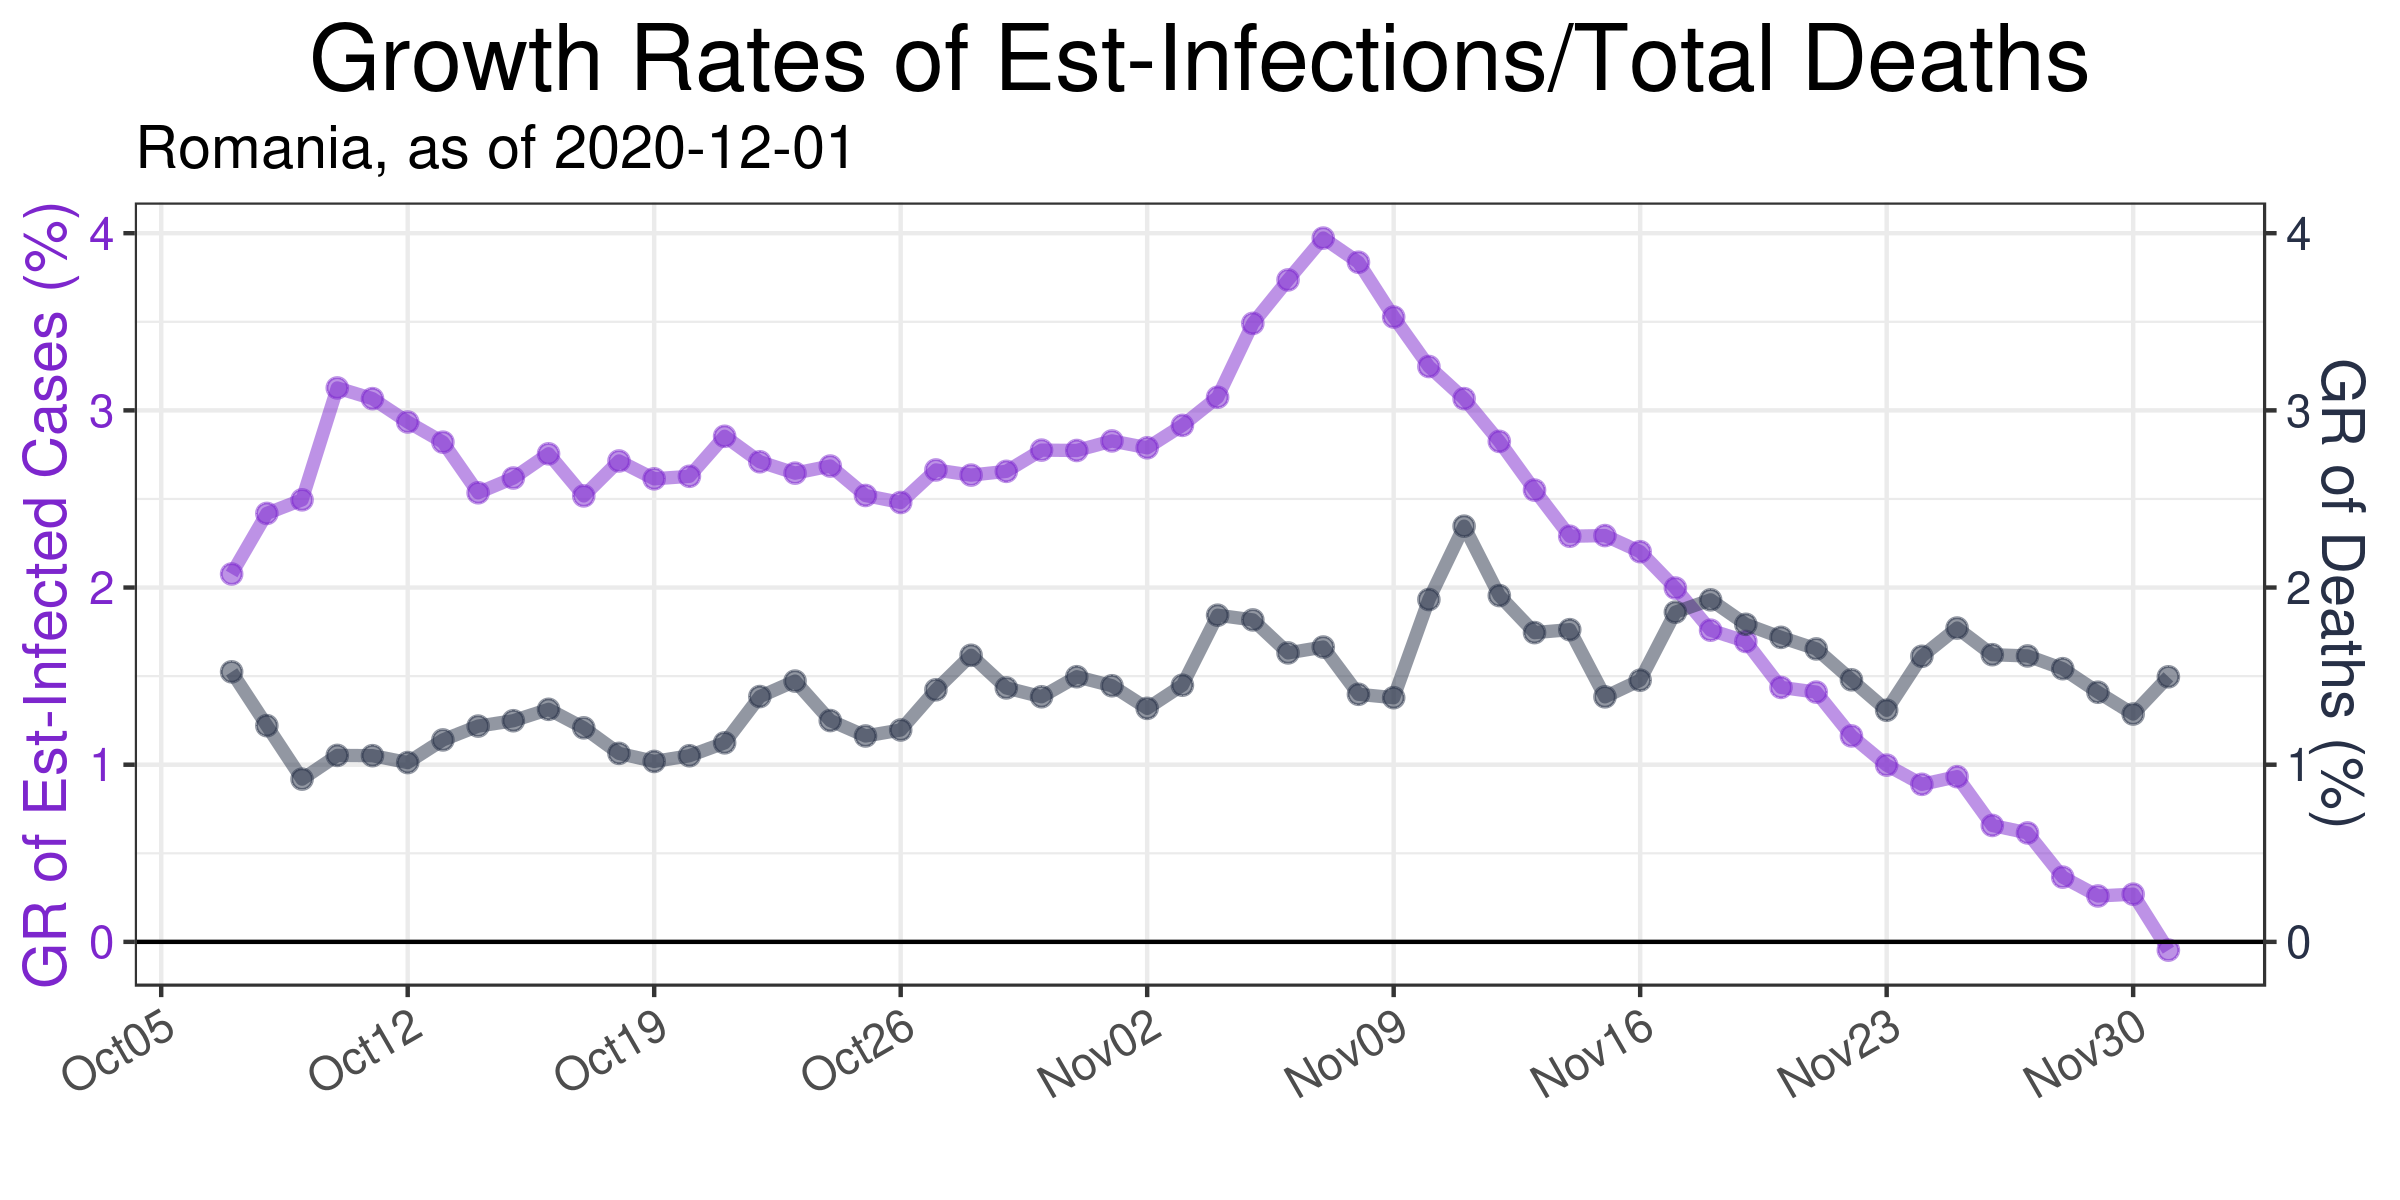 Growth Rates of Est-Infections/Total Deaths
Romania, as of 2020-12-01
GR of Est-Infected Cases (%)
4
3
2
1
0
4
3
2
1
0
GR of Deaths (%)
Oct05
Oct12
Oct19
Oct26
Nov02
Nov09
Nov16
Nov23
Nov30